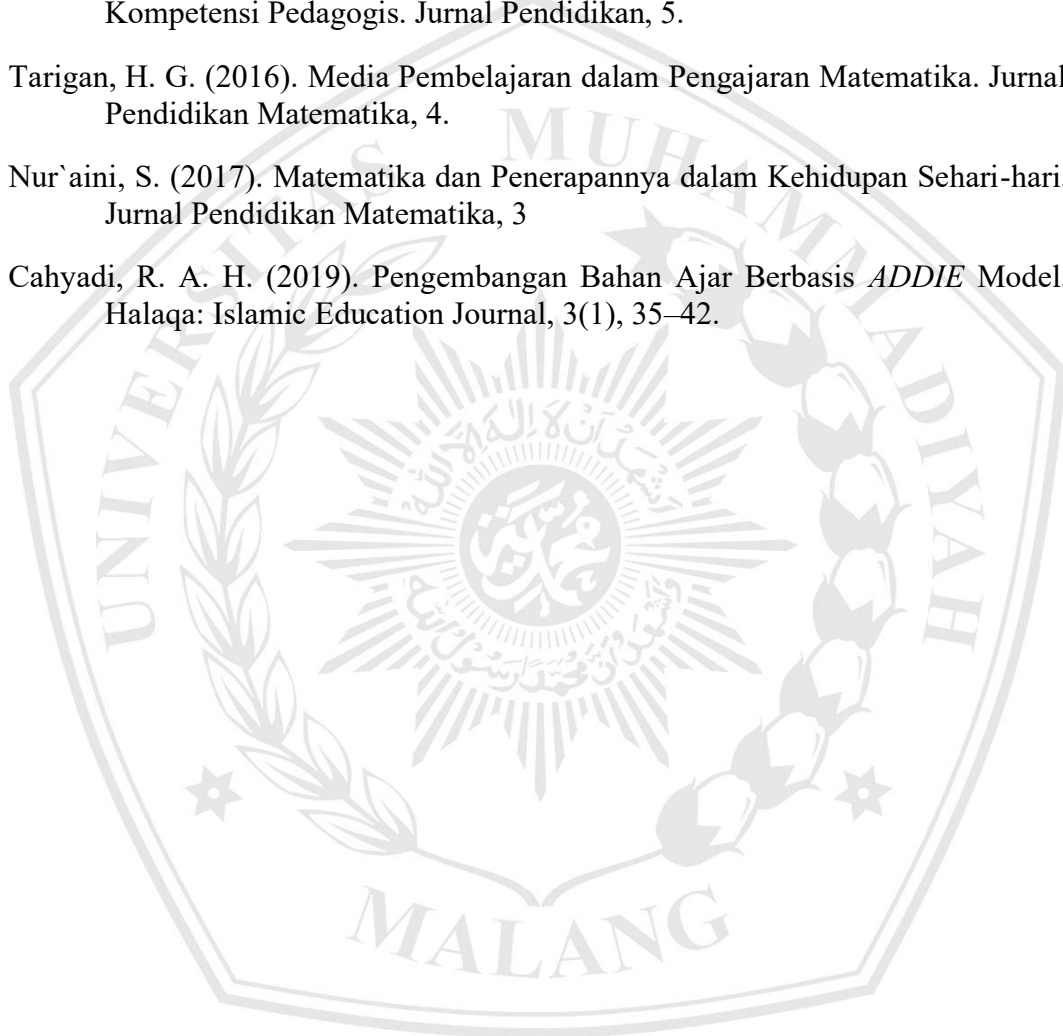 Kompetensi Pedagogis. Jurnal Pendidikan, 5.
Tarigan, H. G. (2016). Media Pembelajaran dalam Pengajaran Matematika. Jurnal
Pendidikan Matematika, 4.
Nur`aini, S. (2017). Matematika dan Penerapannya dalam Kehidupan Sehari-hari.
Jurnal Pendidikan Matematika, 3
Cahyadi, R. A. H. (2019). Pengembangan Bahan Ajar Berbasis ADDIE Model.
Halaqa: Islamic Education Journal, 3(1), 35–42.
UNIVERSITAS MUHAMMADIYAH
MALANG